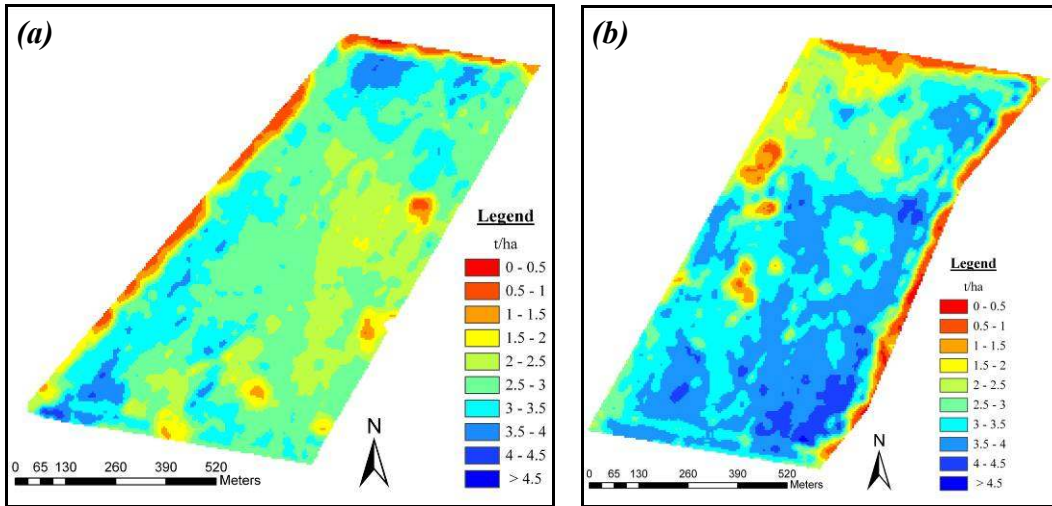 (a)
Legend
t/ha
0 - 0.5
0.5 - 1
1 - 1.5
1.5 - 2
2 - 2.5
2.5 - 3
3 - 3.5
3.5 - 4
4 - 4.5
> 4.5
N
0 65 130 260 390 520
Meters
(b)
Legend
t/ha
0 - 0.5
0.5 - 1
1 - 1.5
1.5 - 2
2 - 2.5
2.5 - 3
3 - 3.5
3.5 - 4
4 - 4.5
> 4.5
N
0 65 130 260 390 520
Meters